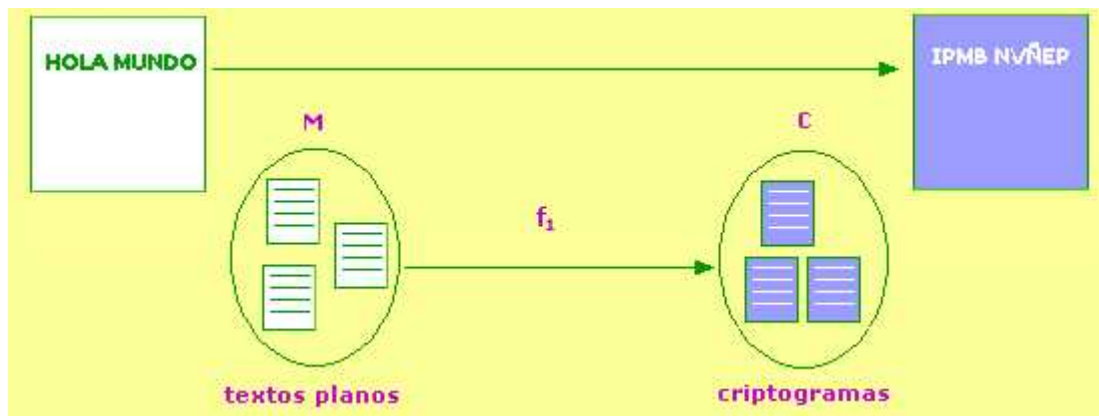 HOLA MUNDO
IPMB NVÑEP
M
C
f₁
textos planos
criptogramas